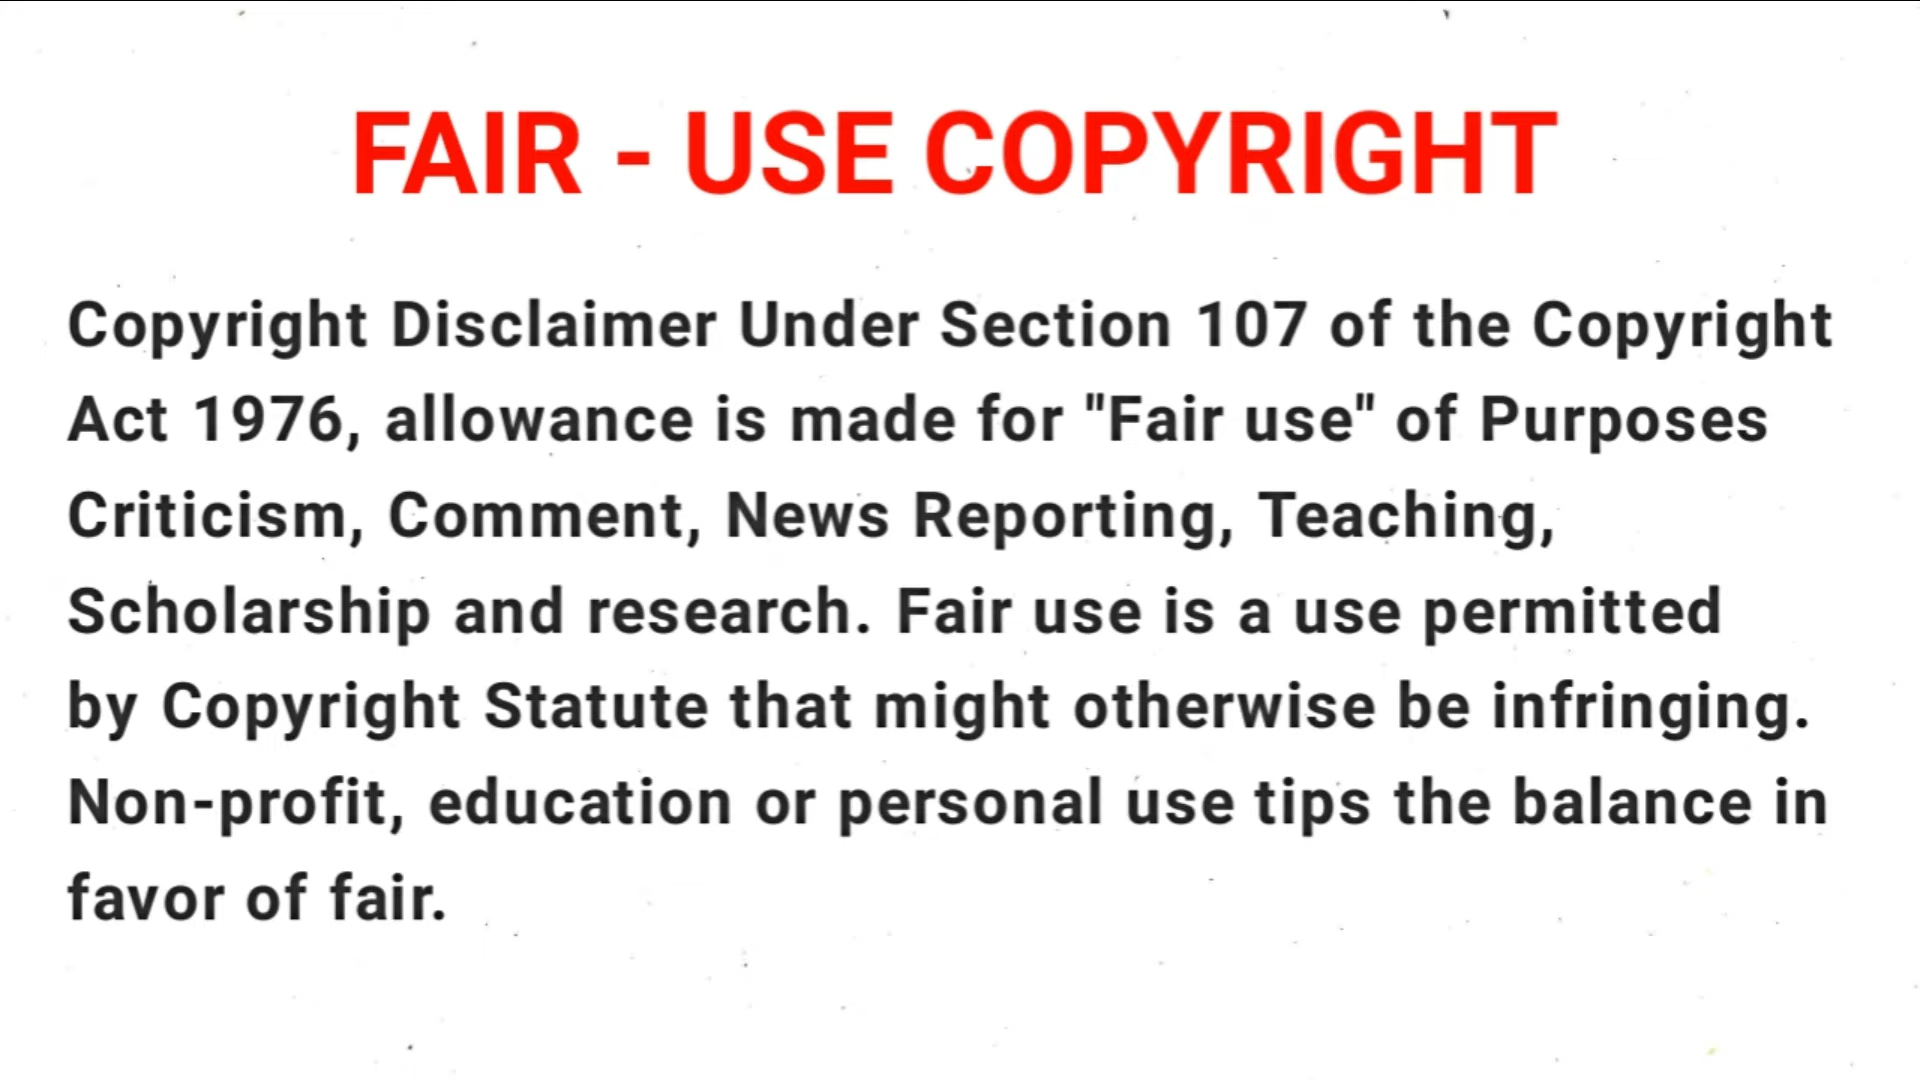 FAIR - USE COPYRIGHT
Copyright Disclaimer Under Section 107 of the Copyright
Act 1976, allowance is made for "Fair use" of Purposes
Criticism, Comment, News Reporting, Teaching,
Scholarship and research. Fair use is a use permitted
by Copyright Statute that might otherwise be infringing.
Non-profit, education or personal use tips the balance in
favor of fair.